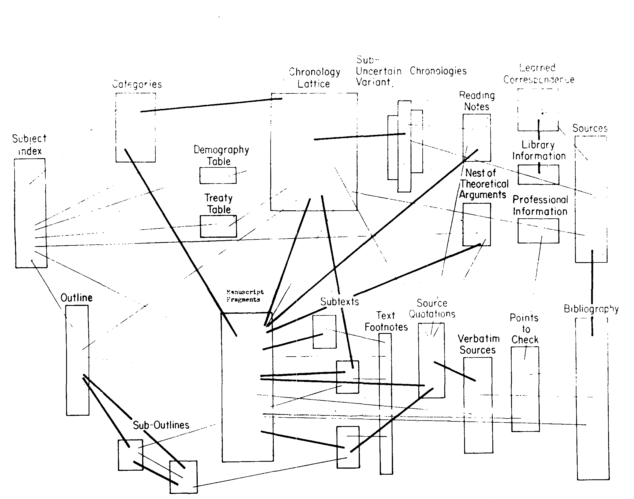 Sub-
Uncertain
Variant, Chronologies
Categories
Chronology
Lattice
Learned
Correspondence
Reading
Notes
Sources
Subject
index
Demography
Table
Library
Information
Nest of
Theoretical
Arguments
Treaty
Table
Professional
Information
Outline
Manuscript
Fragments
Subtexts
Text
Footnotes
Source
Quotations
Points
to
Check
Bibliography
Verbatim
Sources
Sub-Outlines